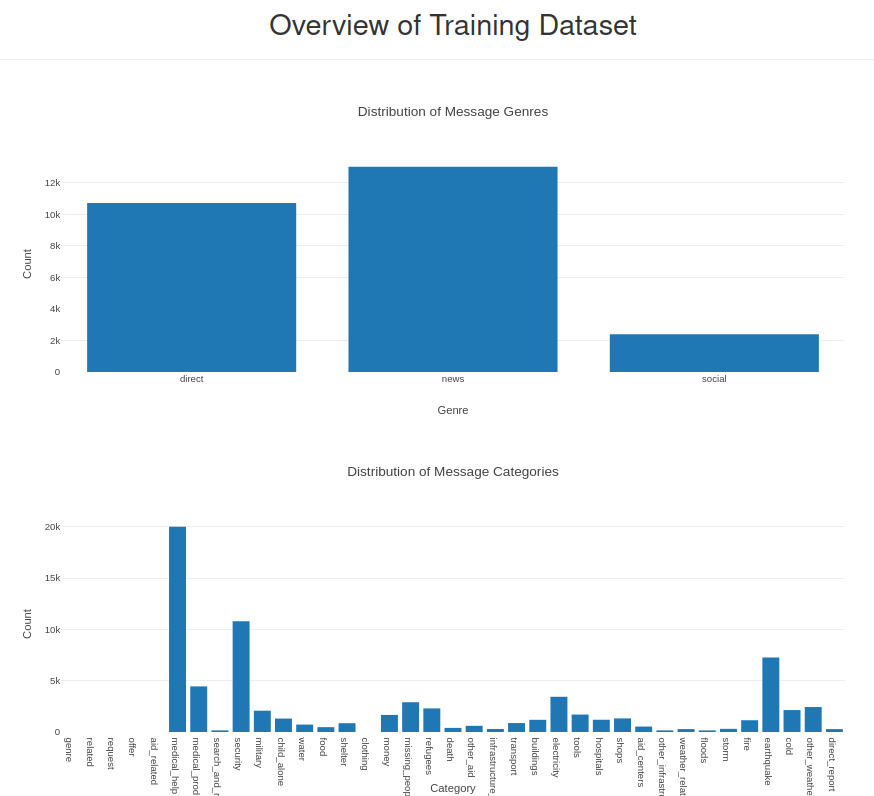 Overview of Training Dataset
Distribution of Message Genres
12k
10k
8k
6k
4k
2k
0
Count
direct
news
social
Genre
Distribution of Message Categories
20k
15k
10k
5k
0
Count
genre
related
request
offer
aid_related
medical_help
medical_prod
search_and_r
security
military
child_alone
water
food
shelter
clothing
money
missing_peop
refugees
death
other_aid
infrastructure_
transport
buildings
electricity
tools
hospitals
shops
aid_centers
other_infrastr
weather_relat
floods
storm
fire
earthquake
cold
other_weathe
direct_report
Category